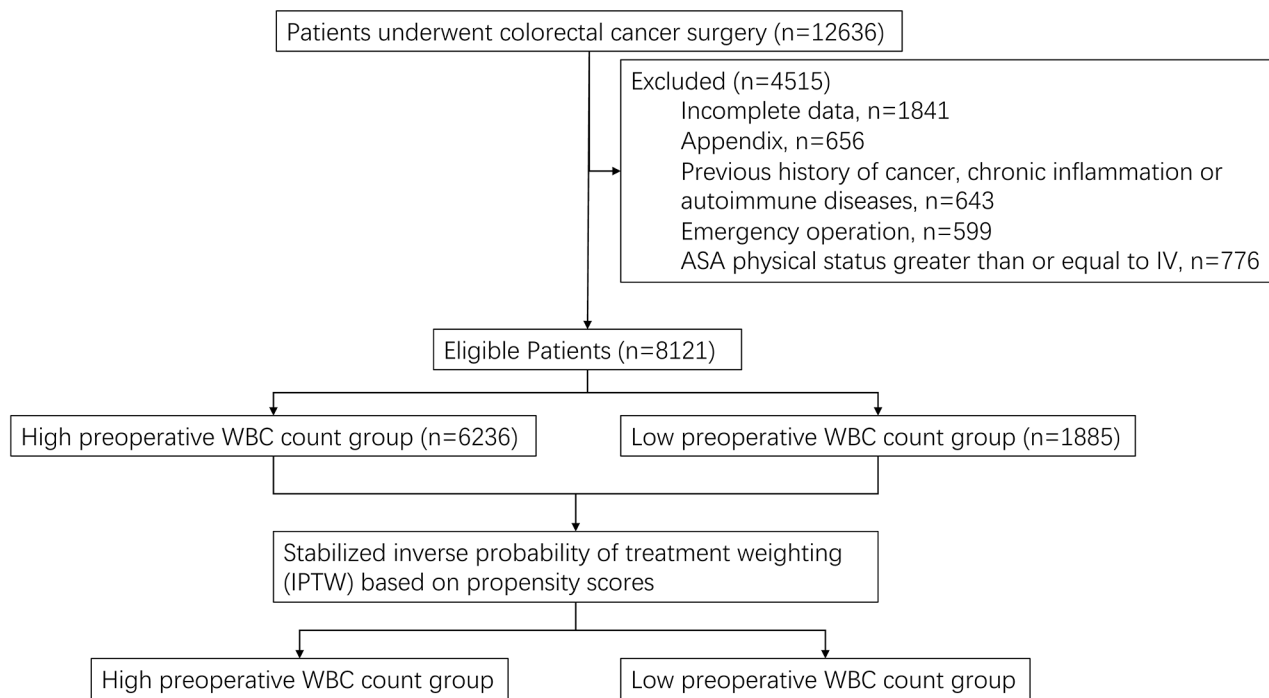 Patients underwent colorectal cancer surgery (n=12636)
Excluded (n=4515)
Incomplete data, n=1841
Appendix, n=656
Previous history of cancer, chronic inflammation or
autoimmune diseases, n=643
Emergency operation, n=599
ASA physical status greater than or equal to IV, n=776
Eligible Patients (n=8121)
High preoperative WBC count group (n=6236)
Low preoperative WBC count group (n=1885)
Stabilized inverse probability of treatment weighting
(IPTW) based on propensity scores
High preoperative WBC count group
Low preoperative WBC count group